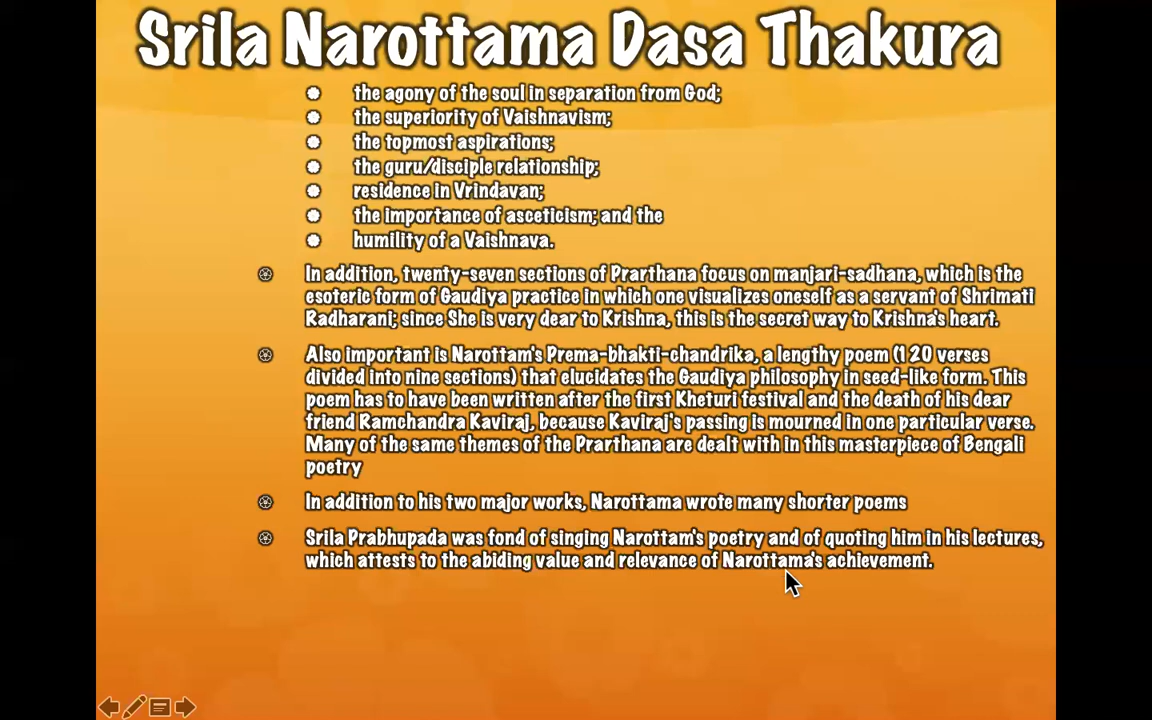 Srila Narottama Dasa Thakura
the agony of the soul in separation from God;
the superiority of Vaishnavism;
the topmost aspirations;
the guru/disciple relationship;
residence in Vrindavan;
the importance of asceticism; and the
humility of a Vaishnava.
In addition, twenty-seven sections of Prarthana focus on manjari-sadhana, which is the
esoteric form of Gaudiya practice in which one visualizes oneself as a servant of Shrimati
Radharani; since She is very dear to Krishna, this is the secret way to Krishna's heart.
Also important is Narottam's Prema-bhakti-chandrika, a lengthy poem (120 verses
divided into nine sections) that elucidates the Gaudiya philosophy in seed-like form. This
poem has to have been written after the first Kheturi festival and the death of his dear
friend Ramchandra Kaviraj, because Kaviraj's passing is mourned in one particular verse.
Many of the same themes of the Prarthana are dealt with in this masterpiece of Bengali
poetry
In addition to his two major works, Narottama wrote many shorter poems
Srila Prabhupada was fond of singing Narottam's poetry and of quoting him in his lectures,
which attests to the abiding value and relevance of Narottama's achievement.